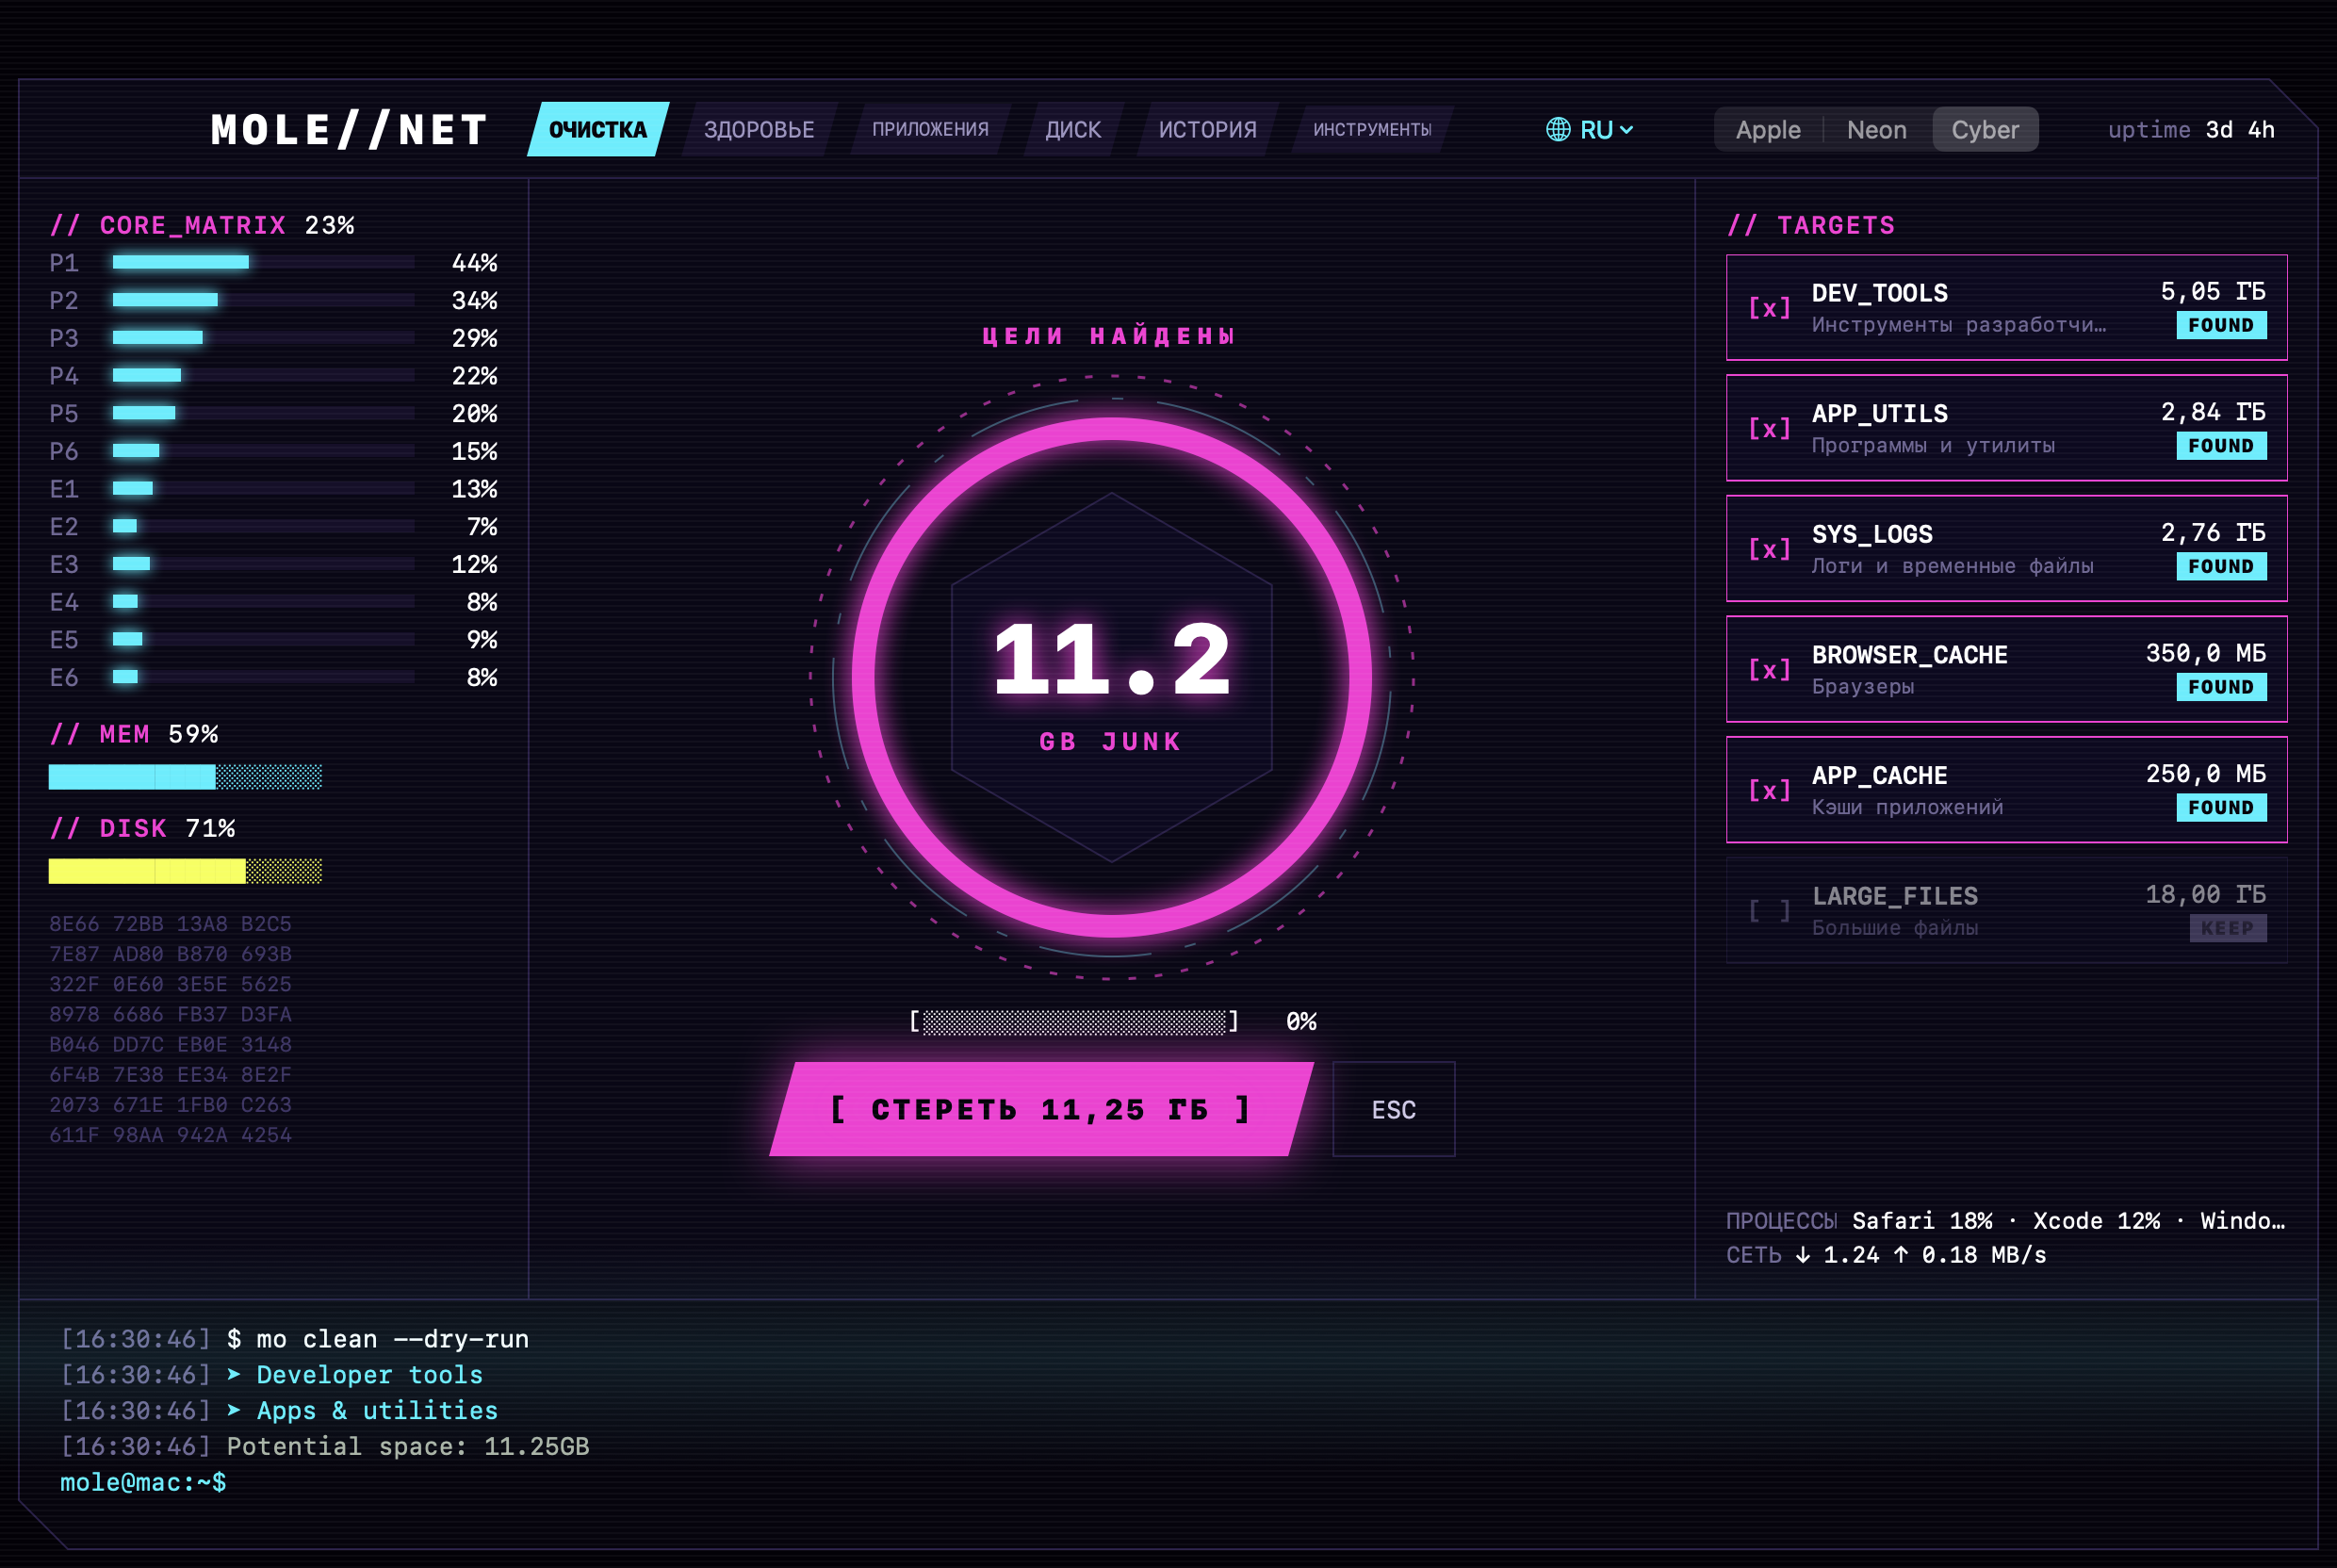 MOLE//NET
ОЧИСТКА
ЗДОРОВЬЕ
ПРИЛОЖЕНИЯ
ДИСК
ИСТОРИЯ
ИНСТРУМЕНТЫ
RU
Apple
Neon
Cyber
uptime 3d 4h
// CORE_MATRIX 23%
P1 44%
P2 34%
P3 29%
P4 22%
P5 20%
P6 15%
E1 13%
E2 7%
E3 12%
E4 8%
E5 9%
E6 8%
// MEM 59%
// DISK 71%
8E66 72BB 13A8 B2C5
7E87 AD80 B870 693B
322F 0E60 3E5E 5625
8978 6686 FB37 D3FA
B046 DD7C EB0E 3148
6F4B 7E38 EE34 8E2F
2073 671E 1FB0 C263
611F 98AA 942A 4254
ЦЕЛИ НАЙДЕНЫ
11.2
GB JUNK
[░░░░░░░░░░░░░░░░░░░░] 0%
[ СТЕРЕТЬ 11,25 ГБ ]
ESC
// TARGETS
[x] DEV_TOOLS 5,05 ГБ
Инструменты разработчи… FOUND
[x] APP_UTILS 2,84 ГБ
Программы и утилиты FOUND
[x] SYS_LOGS 2,76 ГБ
Логи и временные файлы FOUND
[x] BROWSER_CACHE 350,0 МБ
Браузеры FOUND
[x] APP_CACHE 250,0 МБ
Кэши приложений FOUND
[ ] LARGE_FILES 18,00 ГБ
Большие файлы KEEP
ПРОЦЕССЫ Safari 18% · Xcode 12% · Windo…
СЕТЬ ↓ 1.24 ↑ 0.18 MB/s
[16:30:46] $ mo clean --dry-run
[16:30:46] ➤ Developer tools
[16:30:46] ➤ Apps & utilities
[16:30:46] Potential space: 11.25GB
mole@mac:~$